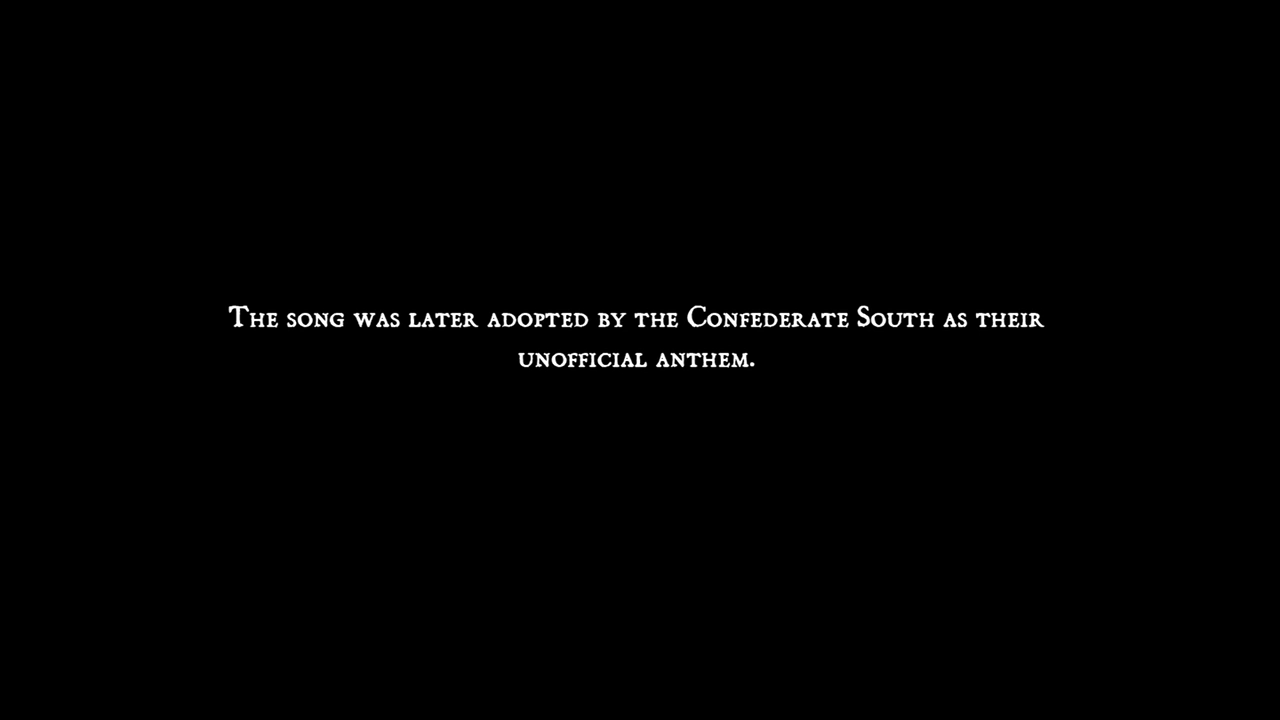 The song was later adopted by the Confederate South as their
unofficial anthem.